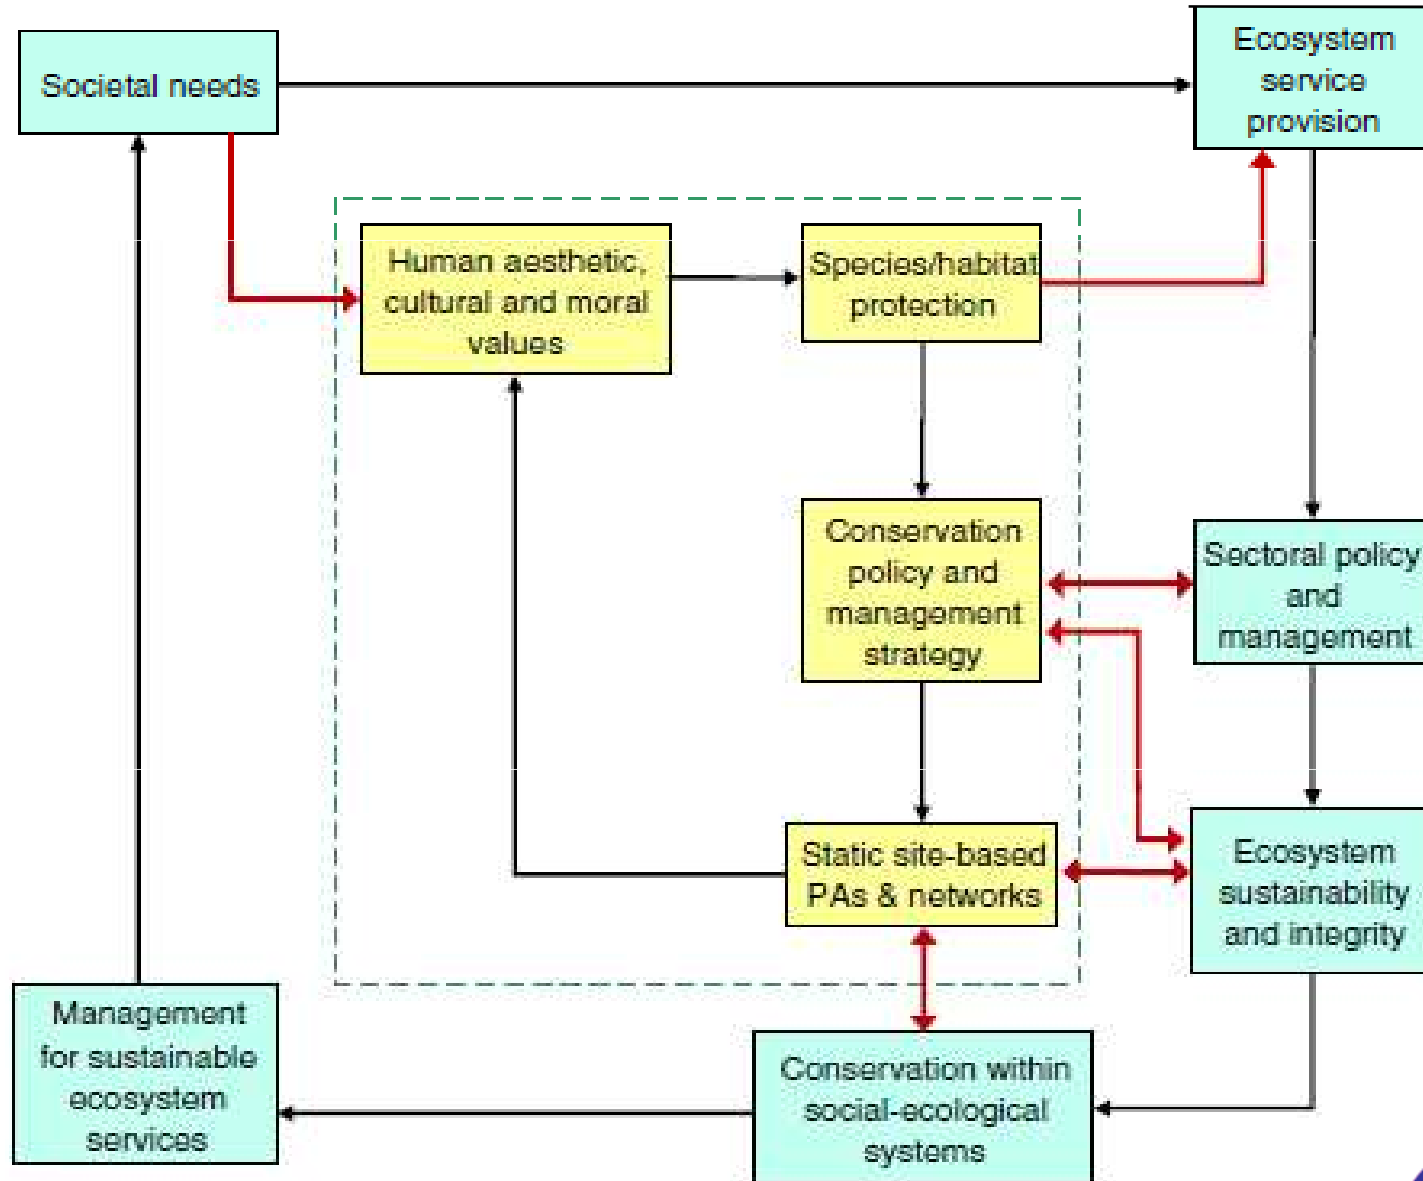 Societal needs
Ecosystem
service
provision
Human aesthetic,
cultural and moral
values
Species/habitat
protection
Conservation
policy and
management
strategy
Sectoral policy
and
management
Static site-based
PAs & networks
Ecosystem
sustainability
and integrity
Management
for sustainable
ecosystem
services
Conservation within
social-ecological
systems